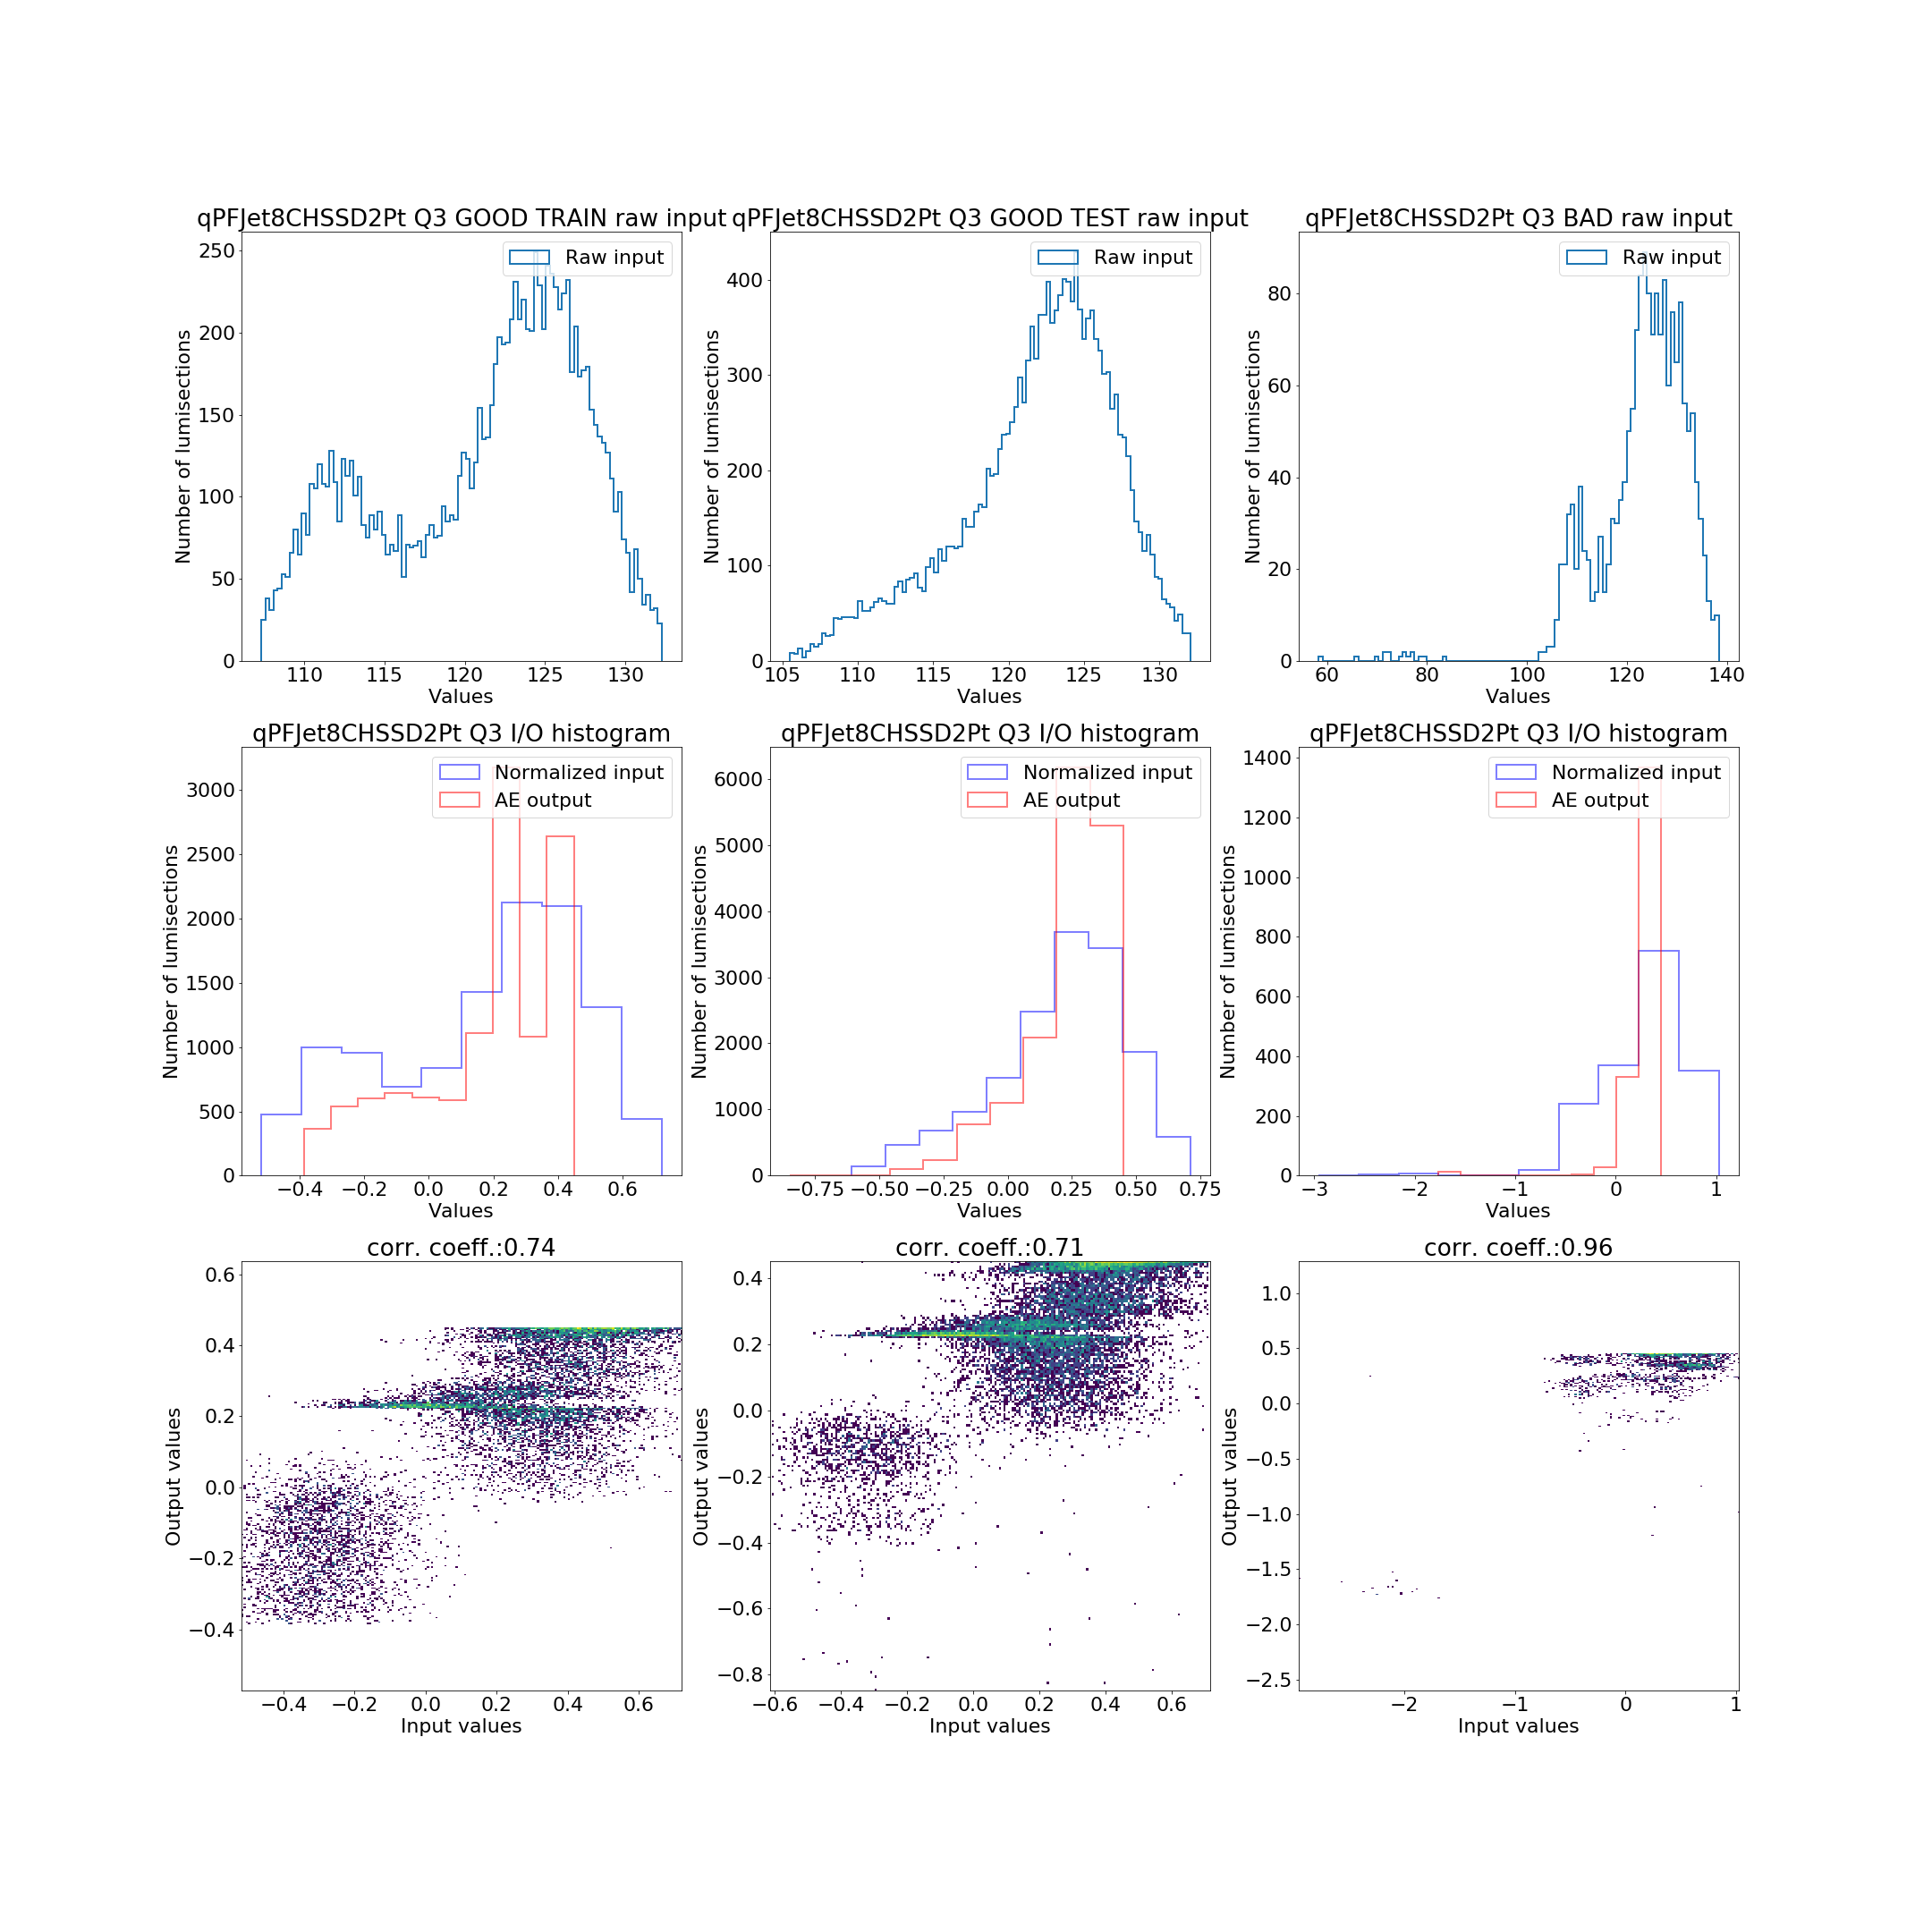 qPFJet8CHSSD2Pt Q3 GOOD TRAIN raw input
qPFJet8CHSSD2Pt Q3 GOOD TEST raw input
qPFJet8CHSSD2Pt Q3 BAD raw input
Raw input
Raw input
Raw input
Number of lumisections
250
200
150
100
50
0
110 115 120 125 130
Values
Number of lumisections
400
300
200
100
0
105 110 115 120 125 130
Values
Number of lumisections
80
60
40
20
0
60 80 100 120 140
Values
qPFJet8CHSSD2Pt Q3 I/O histogram
qPFJet8CHSSD2Pt Q3 I/O histogram
qPFJet8CHSSD2Pt Q3 I/O histogram
Normalized input
AE output
Normalized input
AE output
Normalized input
AE output
Number of lumisections
3000
2500
2000
1500
1000
500
0
−0.4 −0.2 0.0 0.2 0.4 0.6
Values
Number of lumisections
6000
5000
4000
3000
2000
1000
0
−0.75 −0.50 −0.25 0.00 0.25 0.50 0.75
Values
Number of lumisections
1400
1200
1000
800
600
400
200
0
−3 −2 −1 0 1
Values
corr. coeff.:0.74
corr. coeff.:0.71
corr. coeff.:0.96
Output values
0.6
0.4
0.2
0.0
−0.2
−0.4
−0.4 −0.2 0.0 0.2 0.4 0.6
Input values
Output values
0.4
0.2
0.0
−0.2
−0.4
−0.6
−0.8
−0.6 −0.4 −0.2 0.0 0.2 0.4 0.6
Input values
Output values
1.0
0.5
0.0
−0.5
−1.0
−1.5
−2.0
−2.5
−2 −1 0 1
Input values